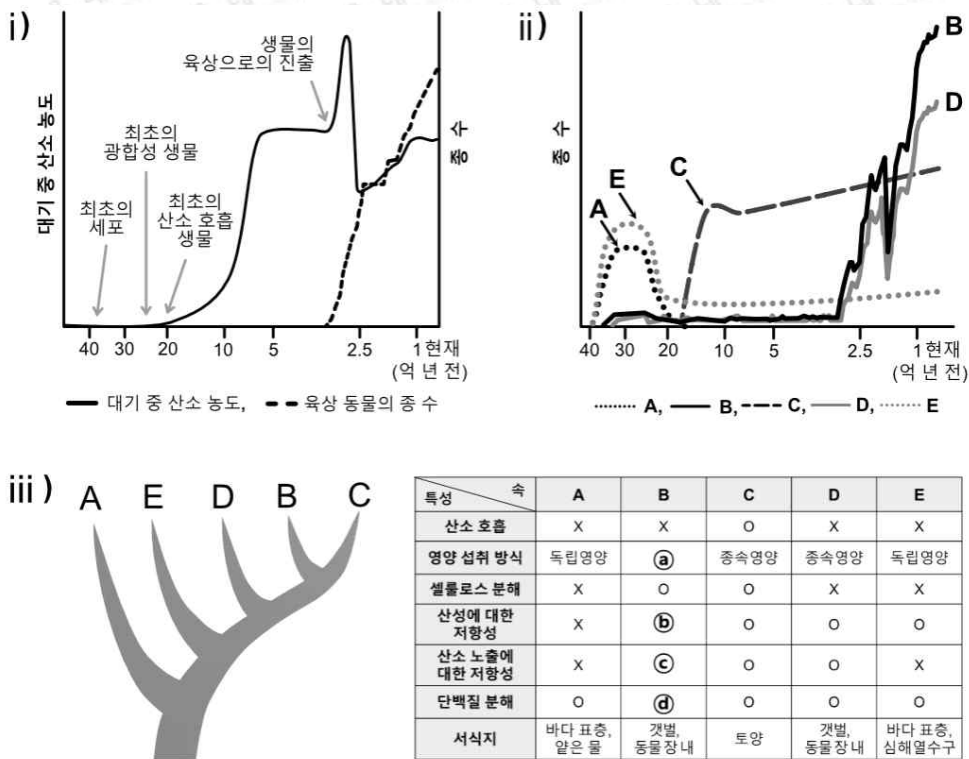 i)
대기 중 산소 농도
최초의
세포
최초의
광합성 생물
최초의
산소 호흡
생물
생물의
육상으로의 진출
종 수
40 30 20 10 5 2.5 1 현재
(억 년 전)
대기 중 산소 농도, 육상 동물의 종 수
ii)
종 수
A
E
C
B
D
40 30 20 10 5 2.5 1 현재
(억 년 전)
A, B, C, D, E
iii)
A E D B C
특성 속 A B C D E
산소 호흡 X X O X X
영양 섭취 방식 독립영양 ⓐ 종속영양 종속영양 독립영양
셀룰로스 분해 X O O X X
산성에 대한
저항성 X ⓑ O O O
산소 노출에
대한 저항성 X ⓒ O O X
단백질 분해 O ⓓ O O O
서식지 바다 표층,
얕은 물 갯벌,
동물 장 내 토양 갯벌,
동물 장 내 바다 표층,
심해열수구